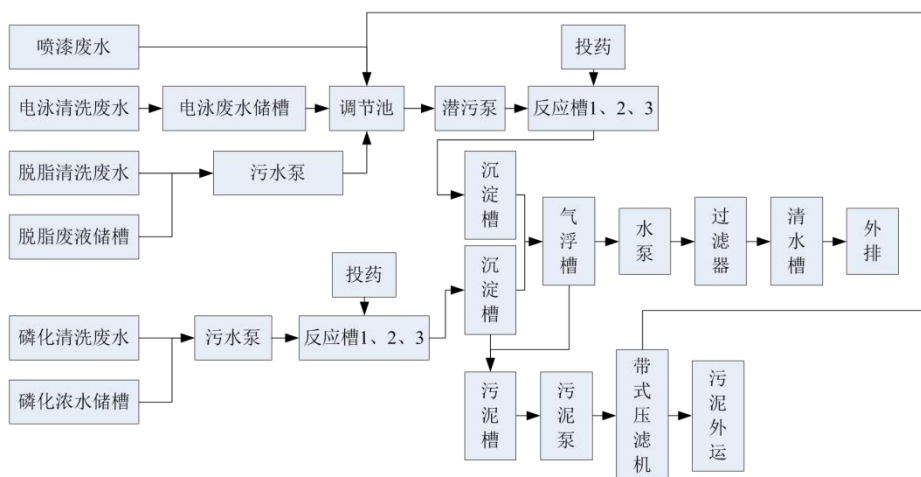 喷漆废水
投药
电泳清洗废水
电泳废水储槽
调节池
潜污泵
反应槽1、2、3
脱脂清洗废水
污水泵
脱脂废液储槽
沉淀槽
气浮槽
水泵
过滤器
清水槽
外排
沉淀槽
投药
磷化清洗废水
污水泵
反应槽1、2、3
磷化浓水储槽
污泥槽
污泥泵
带式压滤机
污泥外运